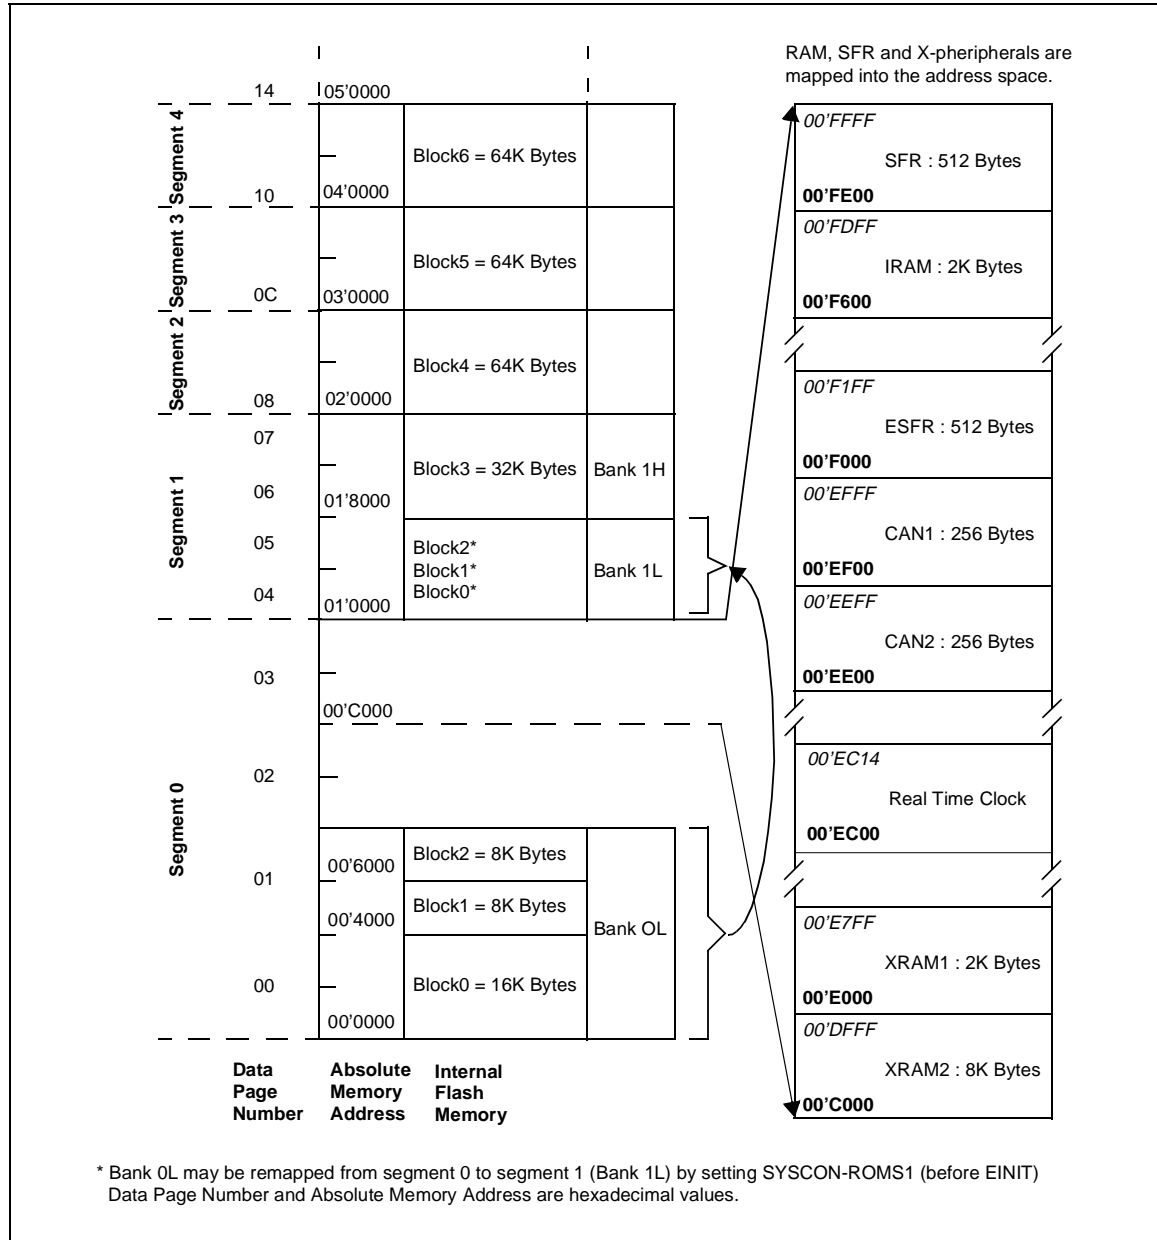 RAM, SFR and X-pheripherals are
mapped into the address space.
14
05'0000
Segment 4
Block6 = 64K Bytes
10
04'0000
Segment 3
Block5 = 64K Bytes
0C
03'0000
Segment 2
Block4 = 64K Bytes
08
02'0000
07
Segment 1
Block3 = 32K Bytes
Bank 1H
06
01'8000
05
Block2*
Block1*
Block0*
Bank 1L
04
01'0000
03
00'C000
Segment 0
02
Block2 = 8K Bytes
00'6000
01
Block1 = 8K Bytes
00'4000
Bank OL
00
Block0 = 16K Bytes
00'0000
Data
Page
Number
Absolute
Memory
Address
Internal
Flash
Memory
00'FFFF
SFR : 512 Bytes
00'FE00
00'FDFF
IRAM : 2K Bytes
00'F600
00'F1FF
ESFR : 512 Bytes
00'F000
00'EFFF
CAN1 : 256 Bytes
00'EF00
00'EEFF
CAN2 : 256 Bytes
00'EE00
00'EC14
Real Time Clock
00'EC00
00'E7FF
XRAM1 : 2K Bytes
00'E000
00'DFFF
XRAM2 : 8K Bytes
00'C000
* Bank 0L may be remapped from segment 0 to segment 1 (Bank 1L) by setting SYSCON-ROMS1 (before EINIT)
Data Page Number and Absolute Memory Address are hexadecimal values.